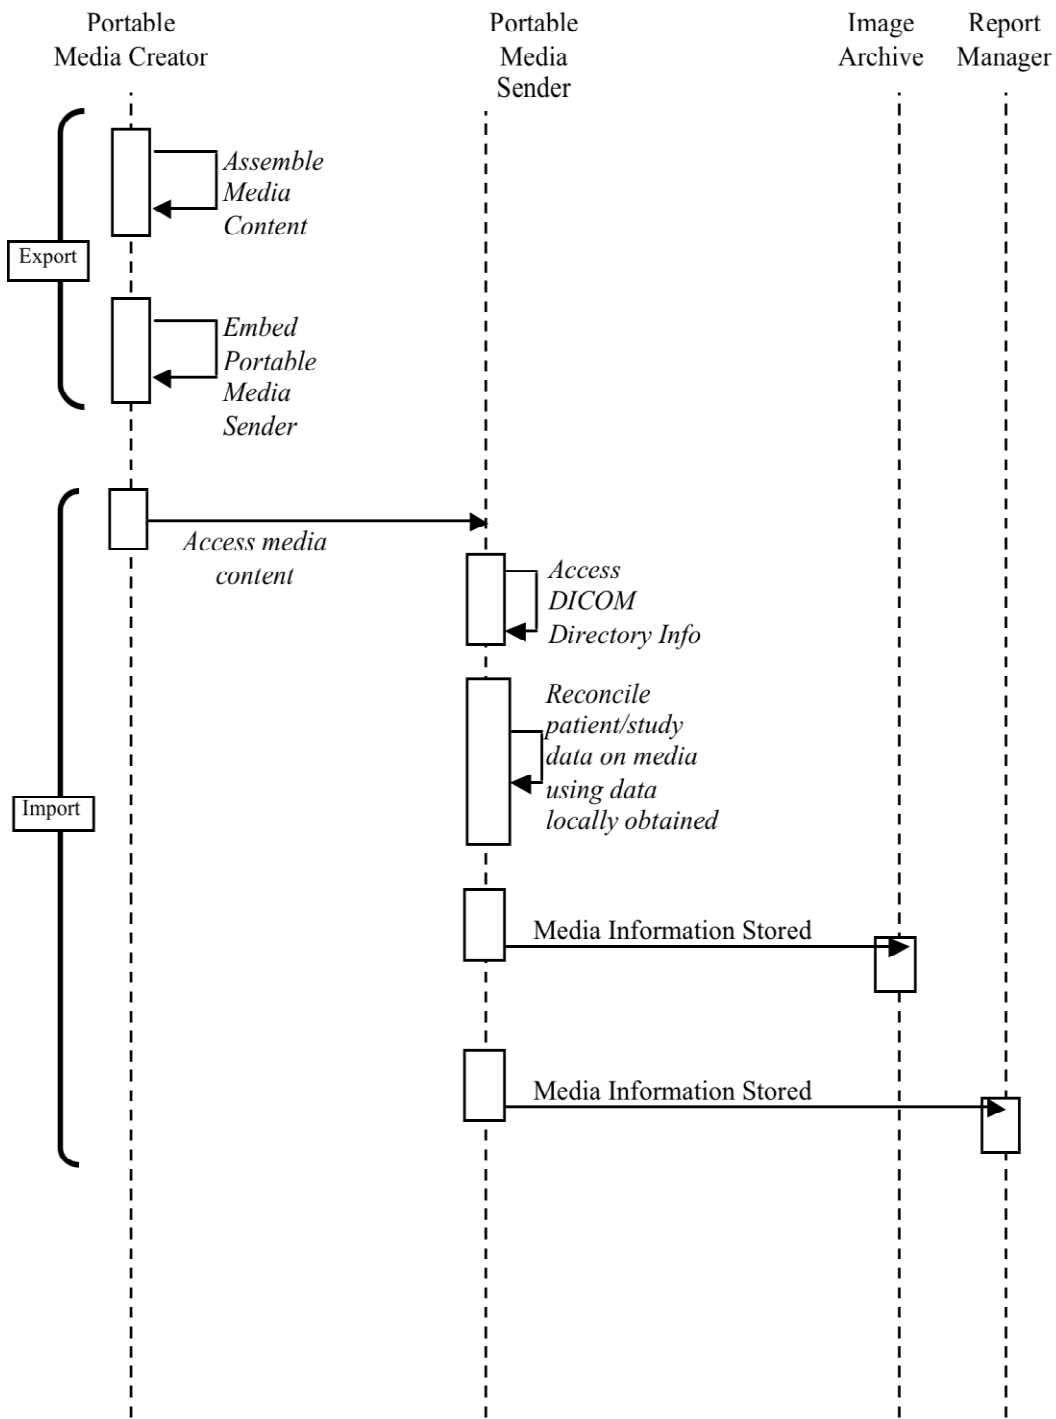 Portable
Media Creator
Portable
Media
Sender
Image
Archive
Report
Manager
Assemble
Media
Content
Export
Embed
Portable
Media
Sender
Access media
content
Access
DICOM
Directory Info
Reconcile
patient/study
data on media
using data
locally obtained
Import
Media Information Stored
Media Information Stored